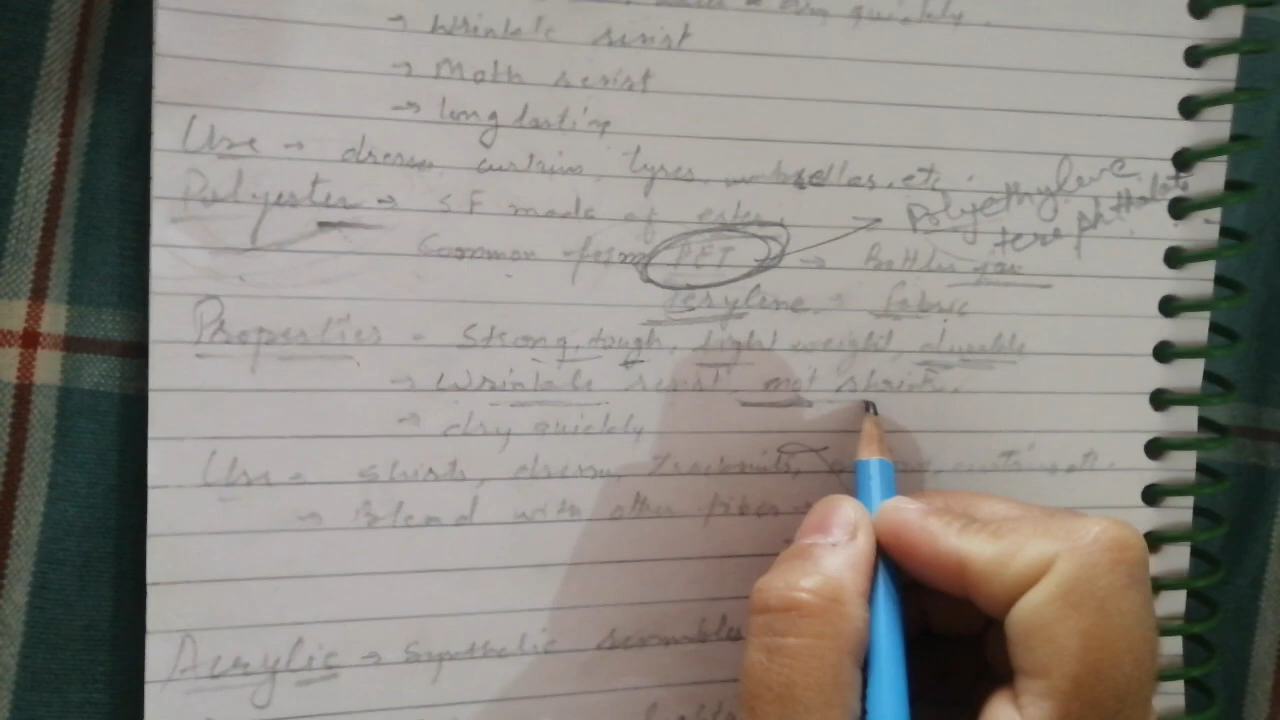 quickly.
→ Wrinkle resist
→ Moth resist
→ long lasting
Use → dress, curtains, tyres, umbrellas, etc.
Polyester → SF made of ester,
→ Polyethylene terephthalate
Common form PET → → Bottles, jar
terylene → fabric
Properties - Strong, tough, light weight, durable
→ Wrinkle resist, not shrink.
→ dry quickly
Use - shirts, dress, tracksuits,
→ Blend with other fiber
Acrylic → Synthetic